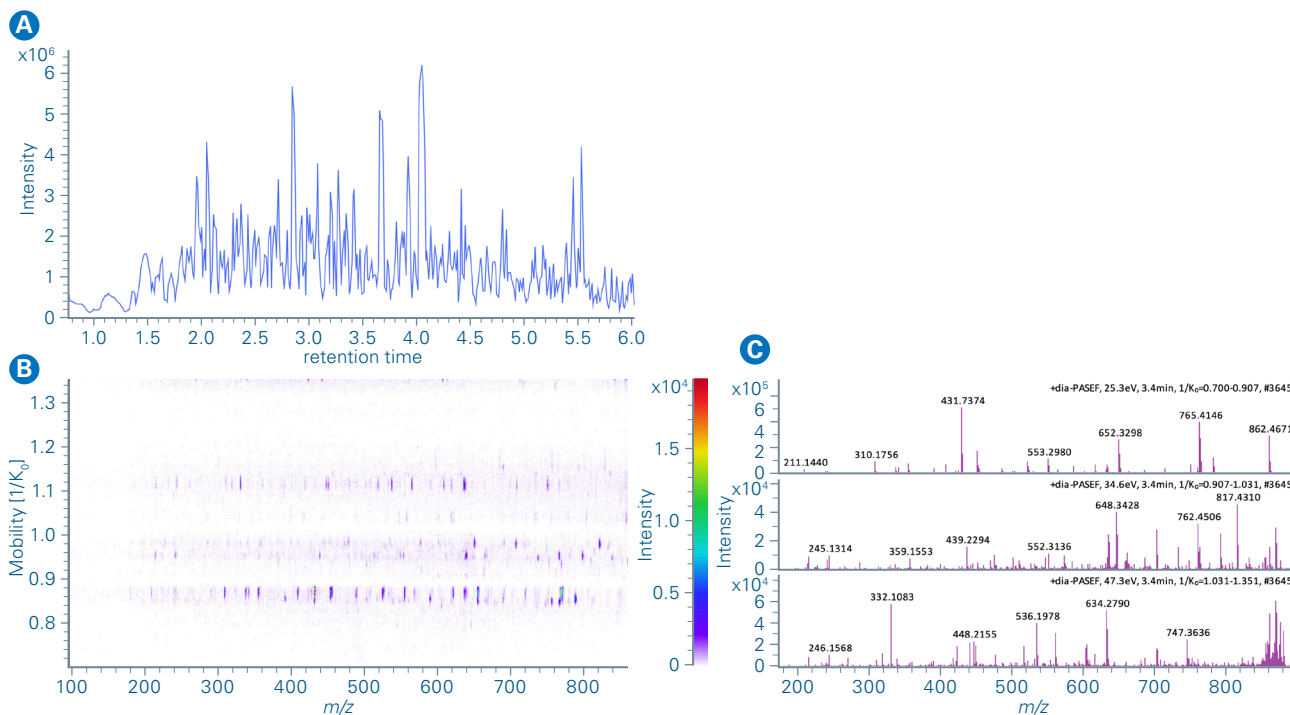 A
x10⁶
6
5
4
3
2
1
0
Intensity
1.0 1.5 2.0 2.5 3.0 3.5 4.0 4.5 5.0 5.5 6.0
retention time
B
1.3
1.2
1.1
1.0
0.9
0.8
Mobility [1/K₀]
100 200 300 400 500 600 700 800
m/z
x10⁴
1.5
1.0
0.5
0
Intensity
C
x10⁵
6
4
2
0
+dia-PASEF, 25.3eV, 3.4min, 1/K₀=0.700-0.907, #3645
211.1440
310.1756
431.7374
553.2980
652.3298
765.4146
862.4671
x10⁴
4
2
0
+dia-PASEF, 34.6eV, 3.4min, 1/K₀=0.907-1.031, #3645
245.1314
359.1553
439.2294
552.3136
648.3428
762.4506
817.4310
x10⁴
6
4
2
0
+dia-PASEF, 47.3eV, 3.4min, 1/K₀=1.031-1.351, #3645
246.1568
332.1083
448.2155
536.1978
634.2790
747.3636
Intensity
200 300 400 500 600 700 800
m/z